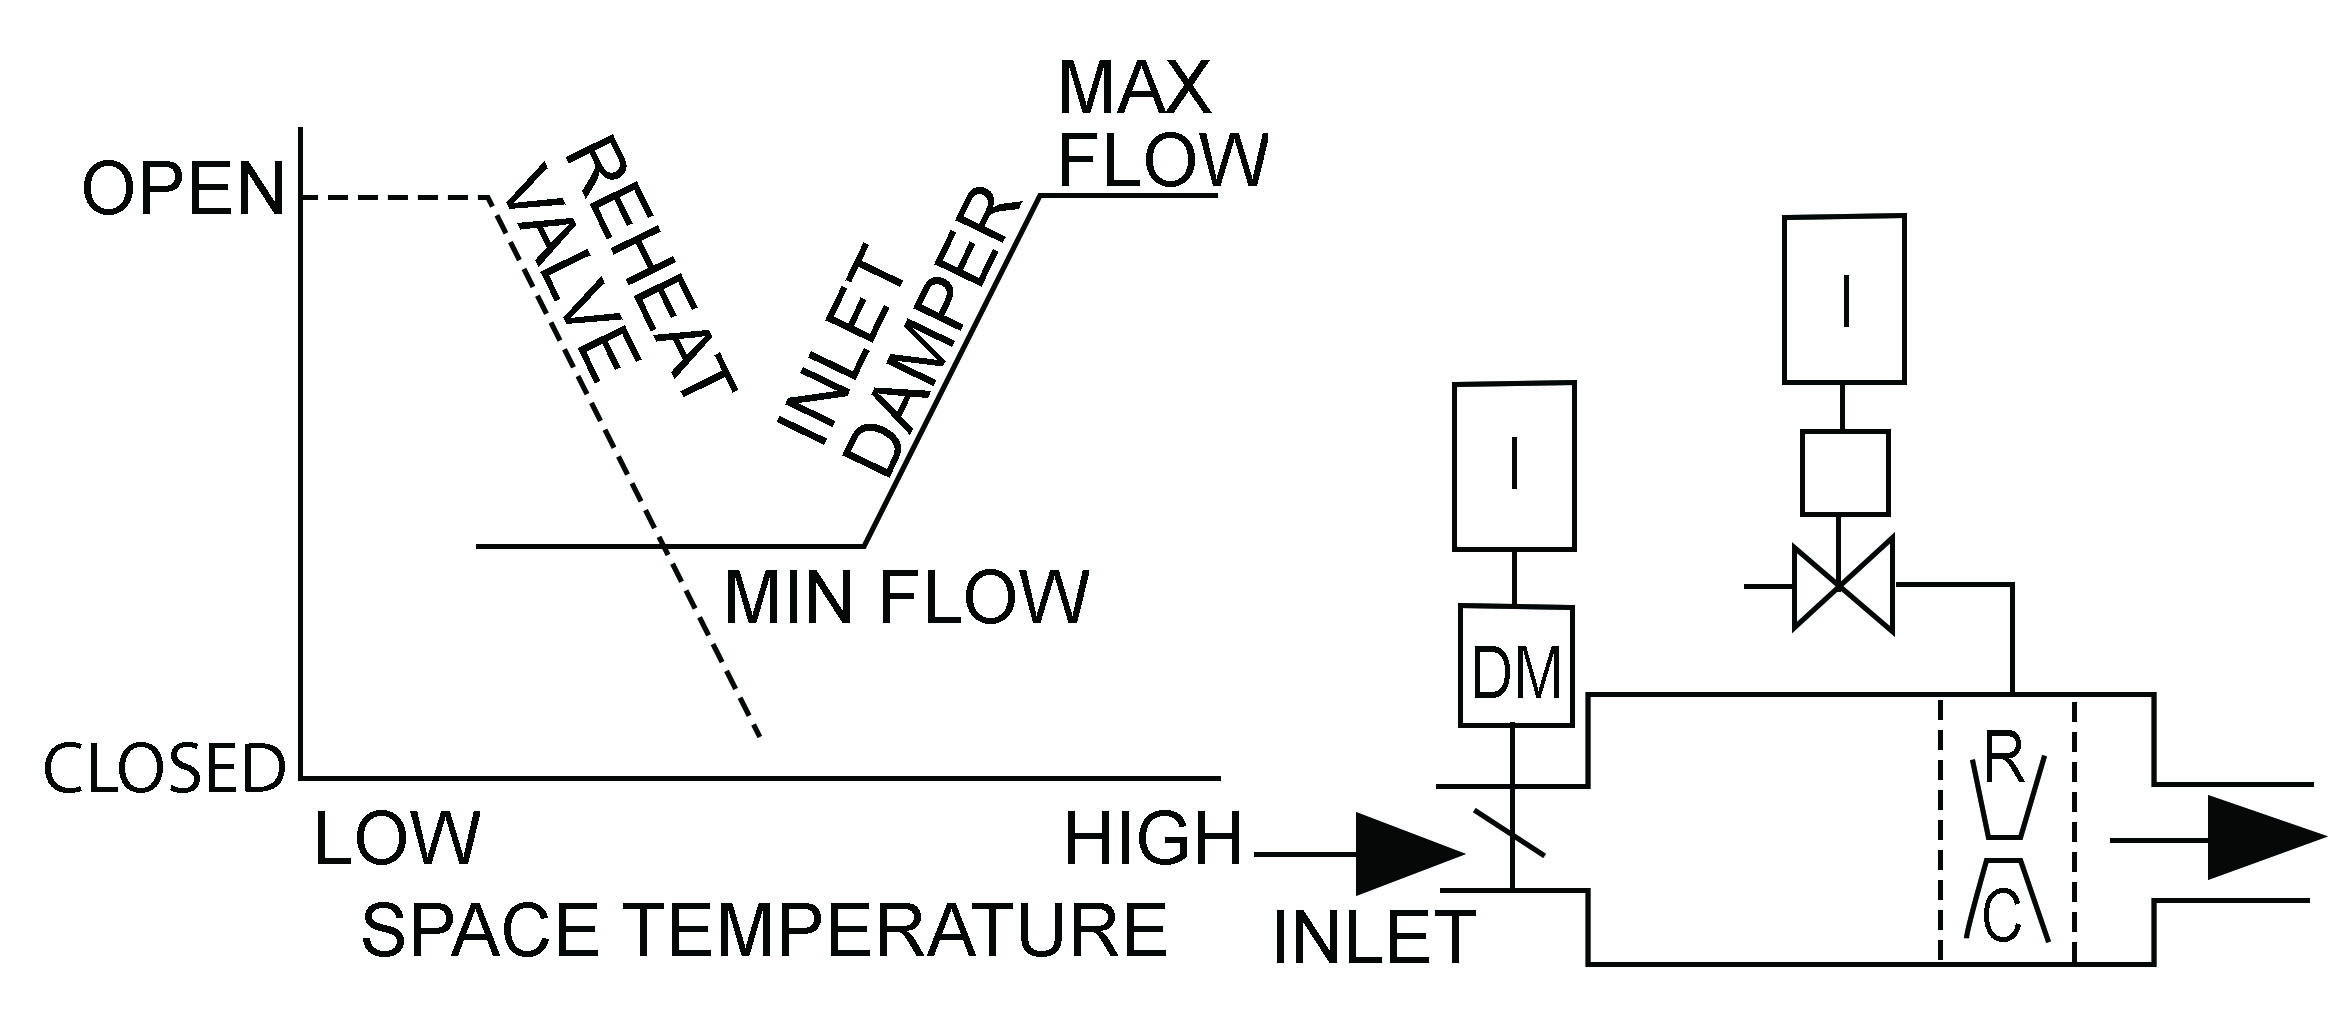 MAX
FLOW
OPEN
REHEAT
VALVE
INLET
DAMPER
MIN FLOW
CLOSED
LOW
HIGH
SPACE TEMPERATURE
I
I
DM
R
C
INLET